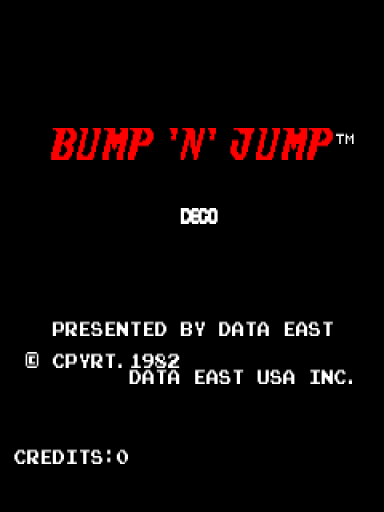 BUMP 'N' JUMP™
DECO
PRESENTED BY DATA EAST
© CPYRT. 1982
DATA EAST USA INC.
CREDITS:0